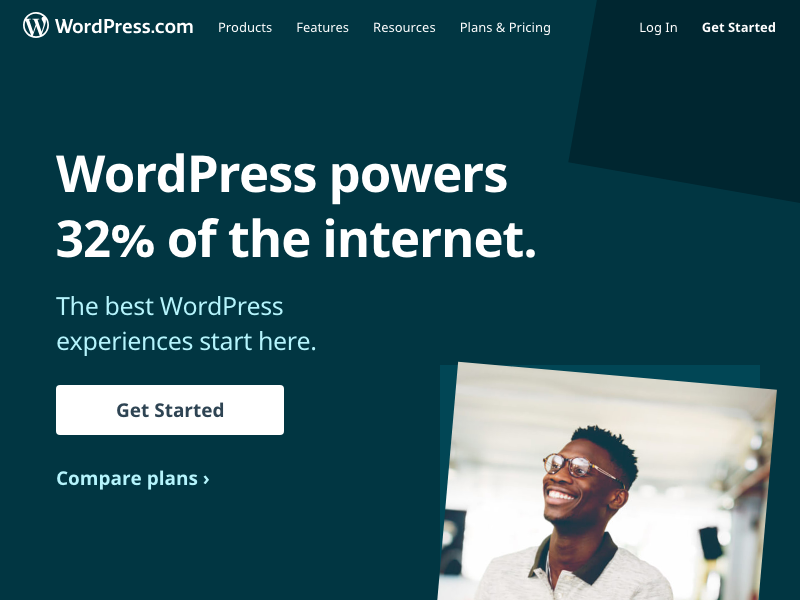 WordPress.com
Products
Features
Resources
Plans & Pricing
Log In
Get Started
WordPress powers
32% of the internet.
The best WordPress
experiences start here.
Get Started
Compare plans ›